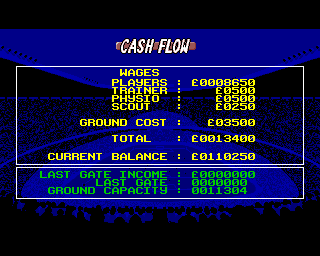 CASH FLOW
WAGES
PLAYERS : £0008650
TRAINER : £0500
PHYSIO : £0500
SCOUT : £0250
GROUND COST : £03500
TOTAL : £0013400
CURRENT BALANCE : £0110250
LAST GATE INCOME : £0000000
LAST GATE : 0000000
GROUND CAPACITY : 0011304